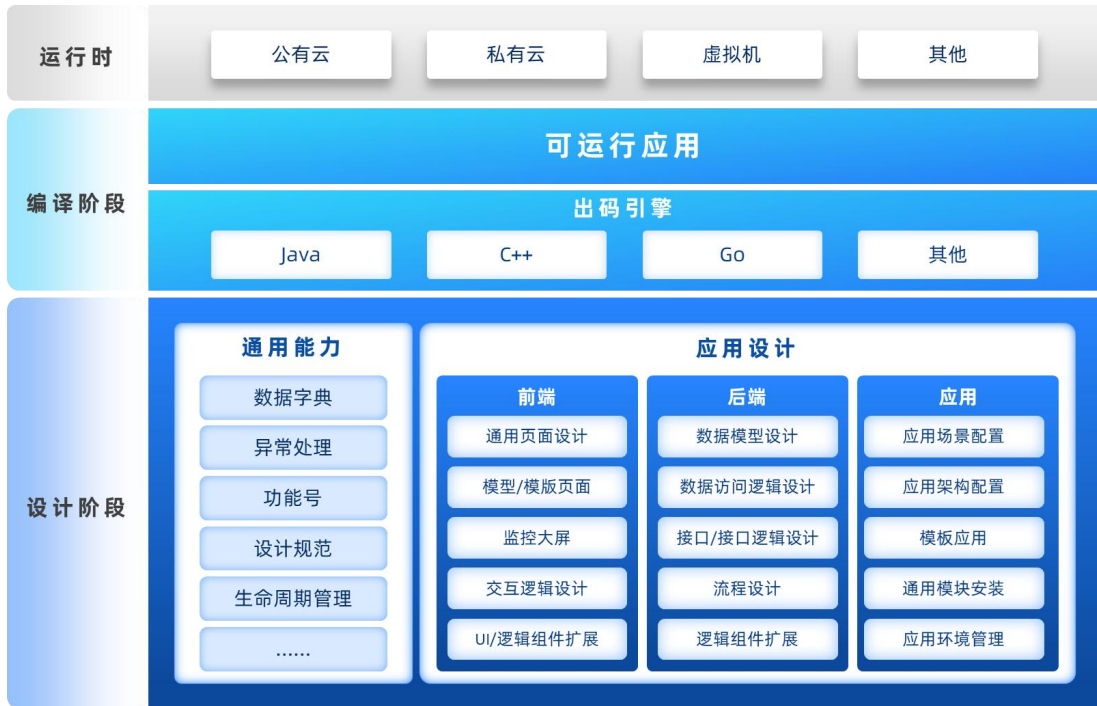 运行时
公有云
私有云
虚拟机
其他
编译阶段
可运行应用
出码引擎
Java
C++
Go
其他
设计阶段
通用能力
数据字典
异常处理
功能号
设计规范
生命周期管理
......
应用设计
前端
通用页面设计
模型/模版页面
监控大屏
交互逻辑设计
UI/逻辑组件扩展
后端
数据模型设计
数据访问逻辑设计
接口/接口逻辑设计
流程设计
逻辑组件扩展
应用
应用场景配置
应用架构配置
模板应用
通用模块安装
应用环境管理